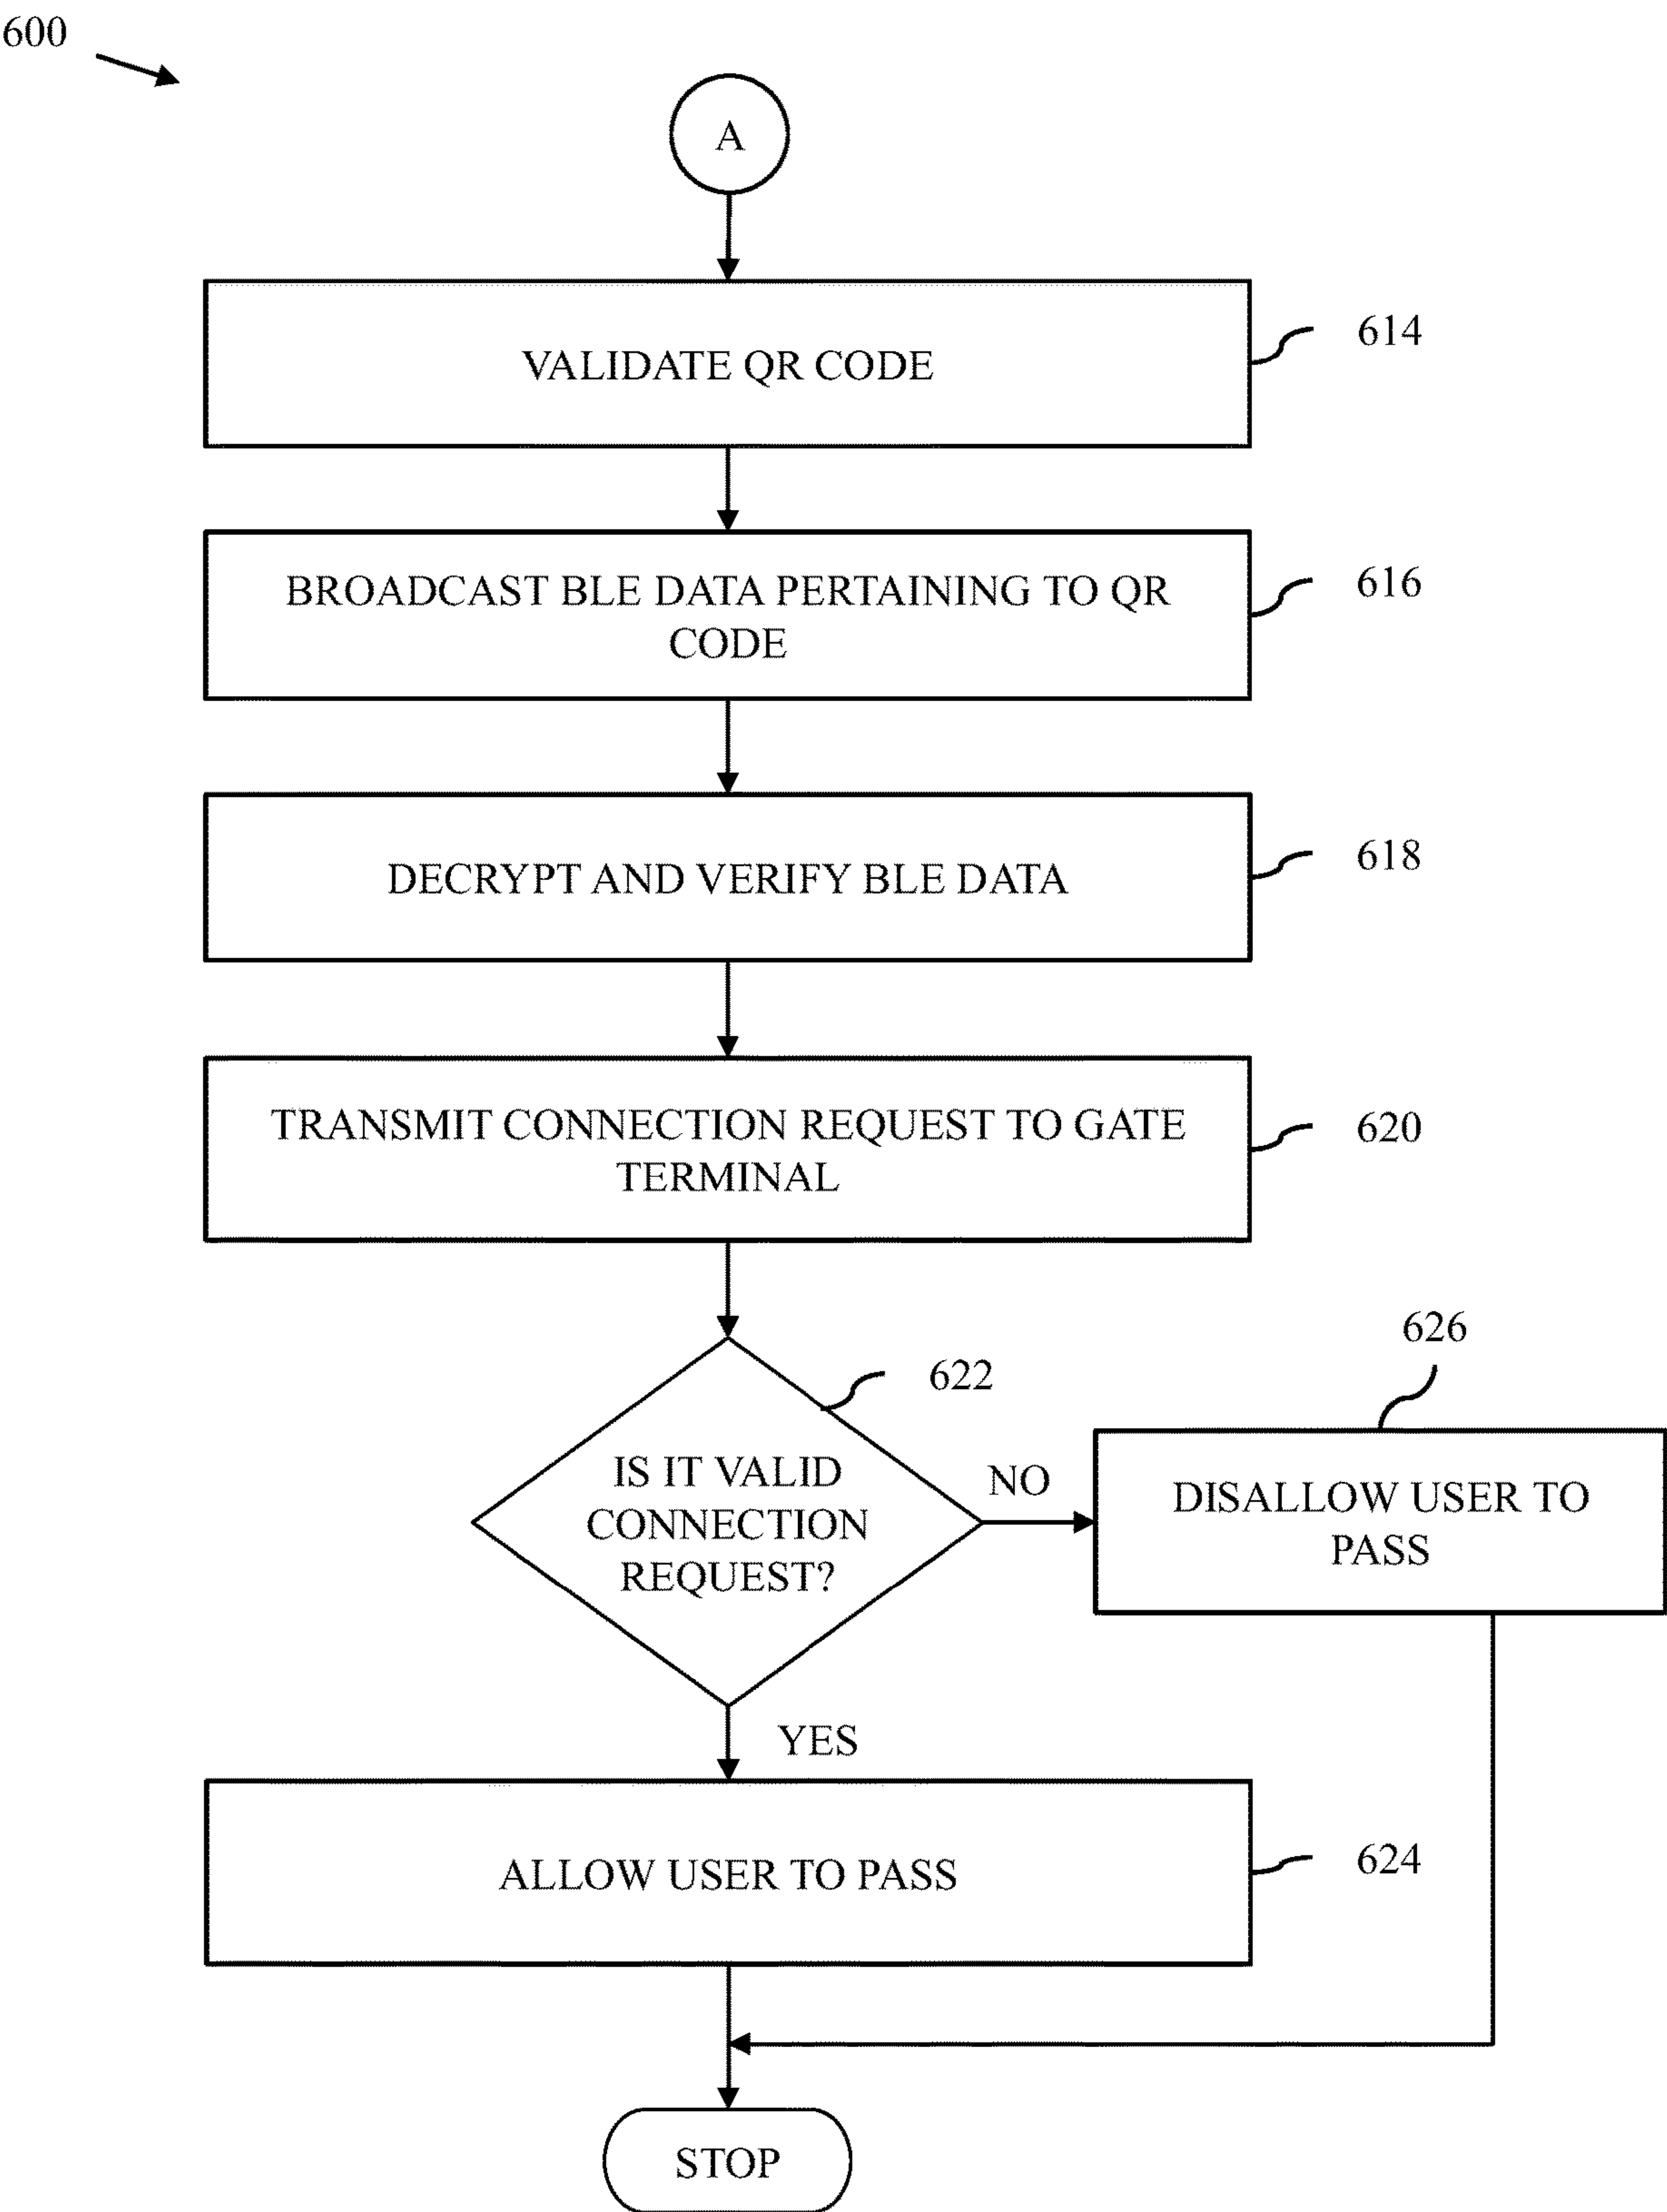 600
A
VALIDATE QR CODE
614
BROADCAST BLE DATA PERTAINING TO QR
CODE
616
DECRYPT AND VERIFY BLE DATA
618
TRANSMIT CONNECTION REQUEST TO GATE
TERMINAL
620
622
IS IT VALID
CONNECTION
REQUEST?
NO
626
DISALLOW USER TO
PASS
YES
ALLOW USER TO PASS
624
STOP